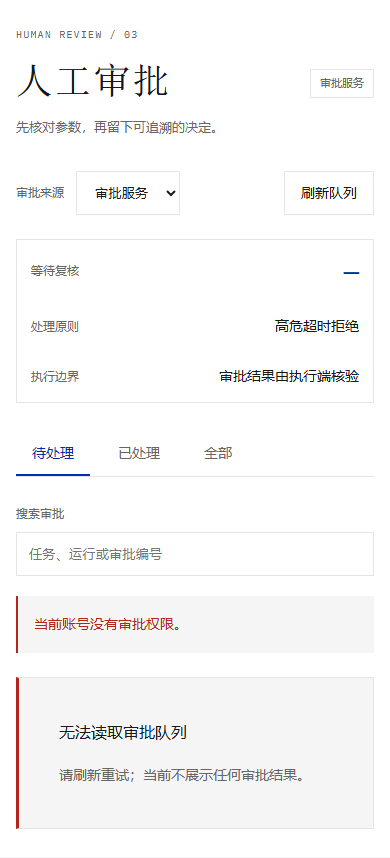 HUMAN REVIEW / 03
人工审批
审批服务
先核对参数，再留下可追溯的决定。
审批来源
审批服务
刷新队列
等待复核
—
处理原则
高危超时拒绝
执行边界
审批结果由执行端核验
待处理
已处理
全部
搜索审批
任务、运行或审批编号
当前账号没有审批权限。
无法读取审批队列
请刷新重试；当前不展示任何审批结果。